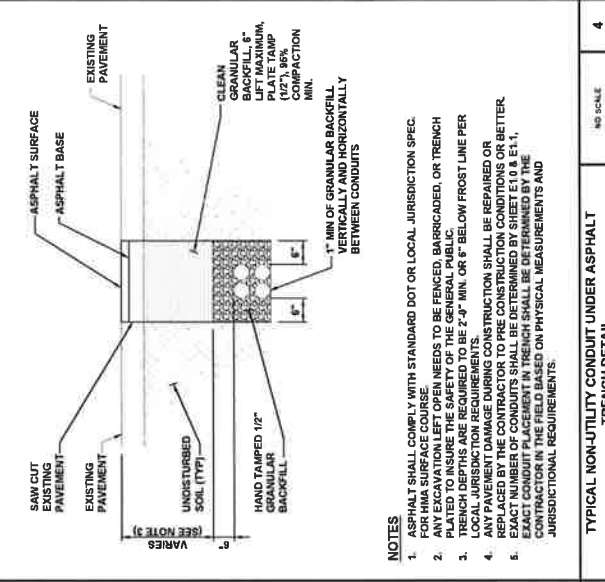 SAW CUT
EXISTING
PAVEMENT
EXISTING
PAVEMENT
UNDISTURBED
SOIL (TYP)
HAND TAMPED 1/2"
GRANULAR
BACKFILL
VARIES
(SEE NOTE 3)
6"
6"
6"
ASPHALT SURFACE
ASPHALT BASE
EXISTING
PAVEMENT
CLEAN
GRANULAR
BACKFILL, 6"
LIFT MAXIMUM,
PLATE TAMP
(1/2"), 95%
COMPACTION
MIN.
1" MIN OF GRANULAR BACKFILL
VERTICALLY AND HORIZONTALLY
BETWEEN CONDUITS
NOTES
1. ASPHALT SHALL COMPLY WITH STANDARD DOT OR LOCAL JURISDICTION SPEC.
FOR HMA SURFACE COURSE.
2. ANY EXCAVATION LEFT OPEN NEEDS TO BE FENCED, BARRICADED, OR TRENCH
PLATED TO INSURE THE SAFETY OF THE GENERAL PUBLIC.
3. TRENCH DEPTHS ARE REQUIRED TO BE 2'-0" MIN. OR 6" BELOW FROST LINE PER
LOCAL JURISDICTION REQUIREMENTS.
4. ANY PAVEMENT DAMAGE DURING CONSTRUCTION SHALL BE REPAIRED OR
REPLACED BY THE CONTRACTOR TO PRE CONSTRUCTION CONDITIONS OR BETTER.
5. EXACT NUMBER OF CONDUITS SHALL BE DETERMINED BY SHEET E1.0 & E1.1,
EXACT CONDUIT PLACEMENT IN TRENCH SHALL BE DETERMINED BY THE
CONTRACTOR IN THE FIELD BASED ON PHYSICAL MEASUREMENTS AND
JURISDICTIONAL REQUIREMENTS.
TYPICAL NON-UTILITY CONDUIT UNDER ASPHALT
TRENCH DETAIL
NO SCALE
4